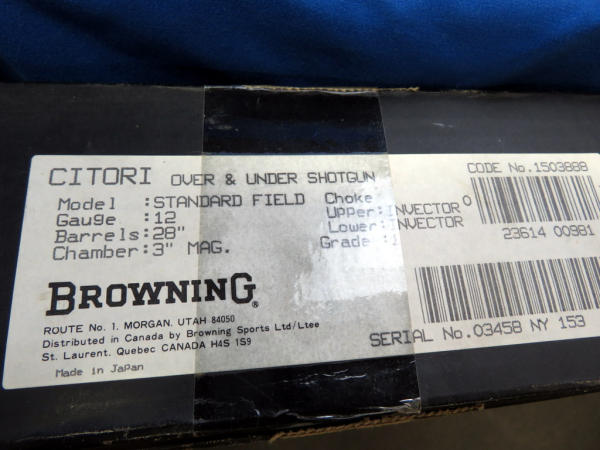 CITORI OVER & UNDER SHOTGUN
Model :STANDARD FIELD
Gauge :12
Barrels:28"
Chamber:3" MAG.
Choke
Upper:INVECTOR
Lower:INVECTOR
Grade :1
CODE No.1503888
23614 00981
BROWNING®
ROUTE No. 1, MORGAN, UTAH 84050
Distributed in Canada by Browning Sports Ltd/Ltee
St. Laurent, Quebec CANADA H4S 1S9
Made in Japan
SERIAL No.03458 NY 153